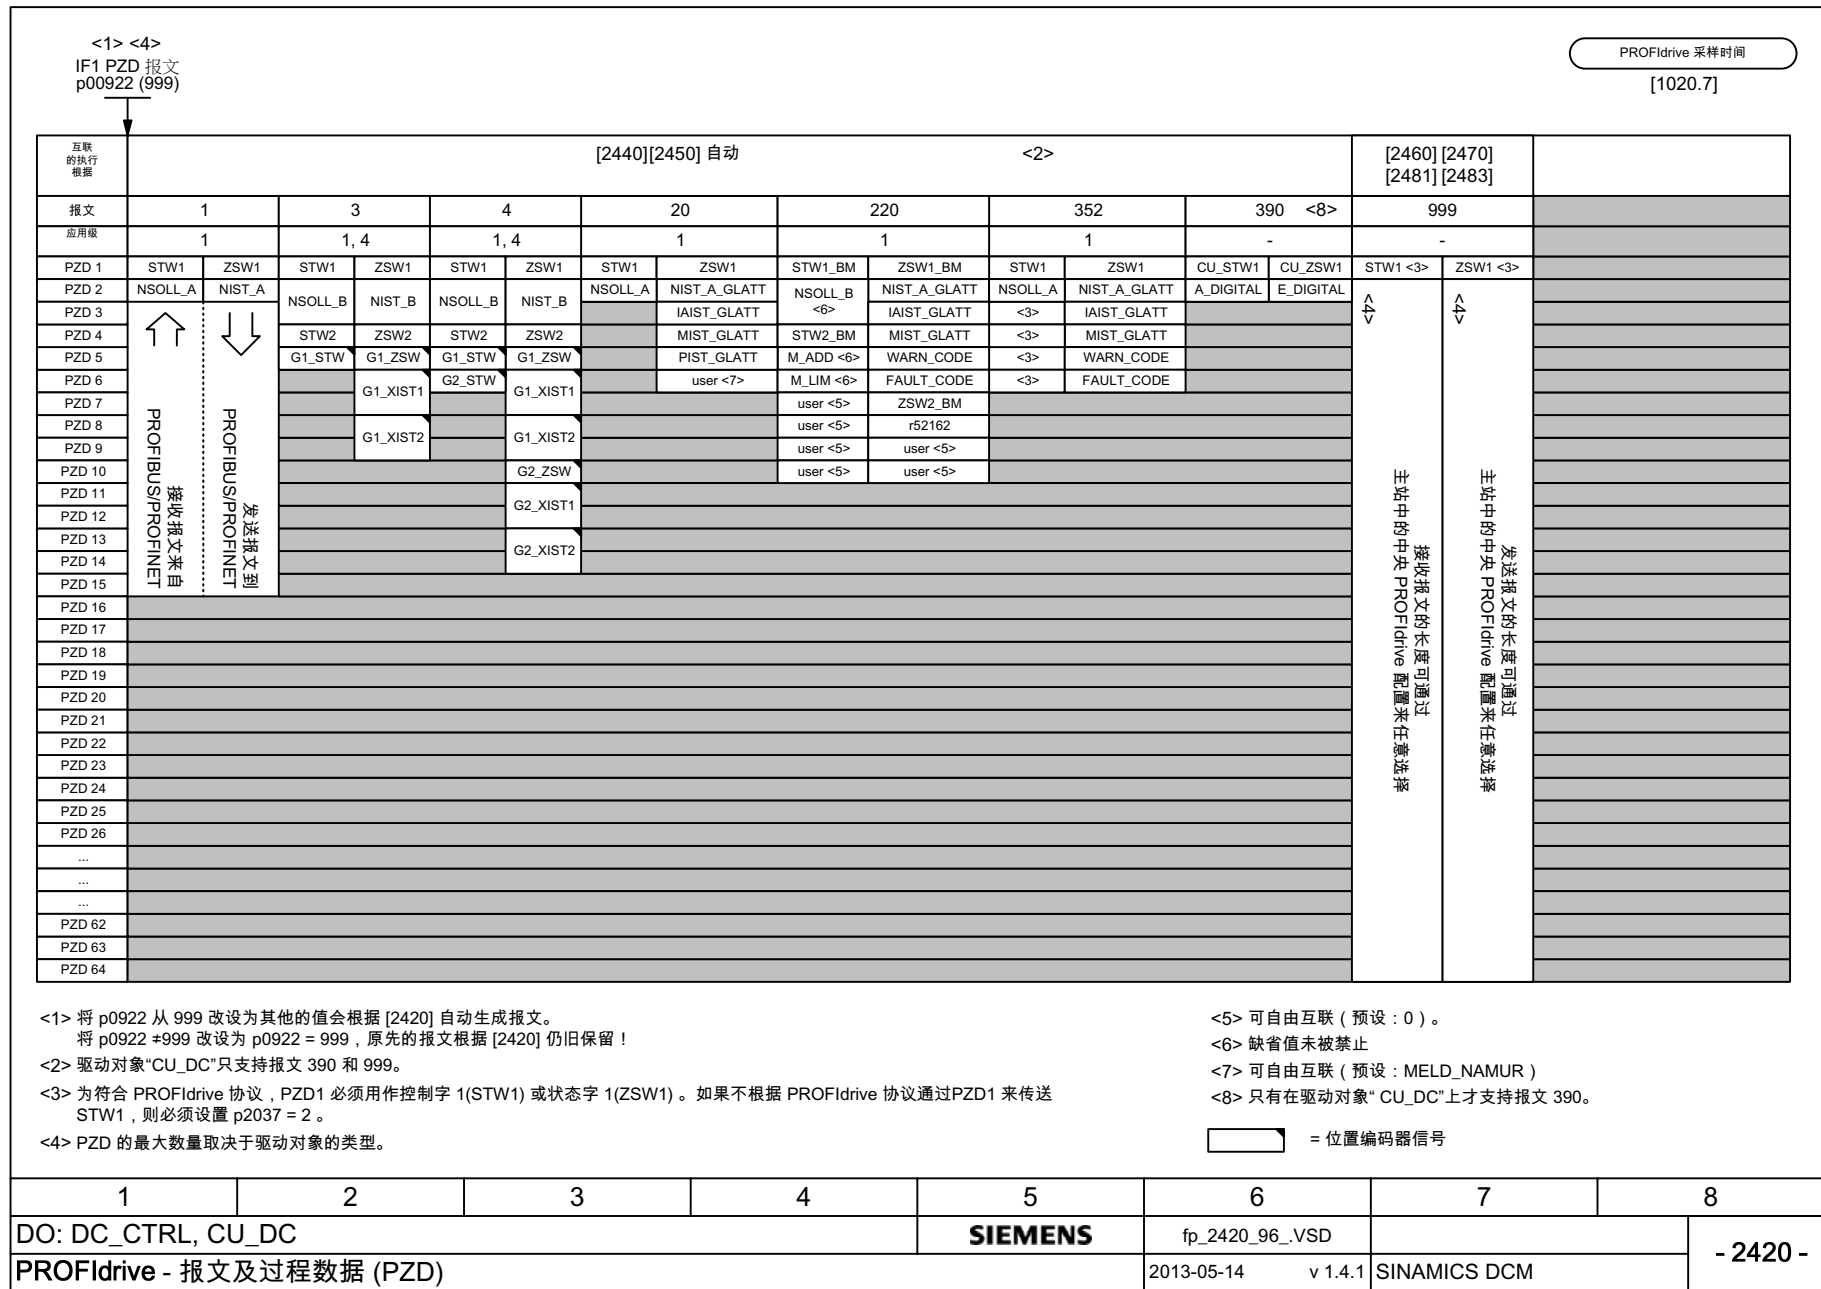 <1> <4>
IF1 PZD 报文
p00922 (999)
PROFIdrive 采样时间
[1020.7]
互联
的执行
根据
[2440][2450] 自动 <2>
[2460] [2470]
[2481] [2483]
报文 1 3 4 20 220 352 390 <8> 999
应用级 1 1, 4 1, 4 1 1 1 - -
PZD 1 STW1 ZSW1 STW1 ZSW1 STW1 ZSW1 STW1 ZSW1 STW1_BM ZSW1_BM STW1 ZSW1 CU_STW1 CU_ZSW1 STW1 <3> ZSW1 <3>
PZD 2 NSOLL_A NIST_A NSOLL_B NIST_B NSOLL_B NIST_B NSOLL_A NIST_A_GLATT NSOLL_B <6> NIST_A_GLATT NSOLL_A NIST_A_GLATT A_DIGITAL E_DIGITAL <4> <4>
PZD 3 IAIST_GLATT IAIST_GLATT <3> IAIST_GLATT
PZD 4 STW2 ZSW2 STW2 ZSW2 MIST_GLATT STW2_BM MIST_GLATT <3> MIST_GLATT
PZD 5 G1_STW G1_ZSW G1_STW G1_ZSW PIST_GLATT M_ADD <6> WARN_CODE <3> WARN_CODE
PZD 6 G1_XIST1 G2_STW G1_XIST1 user <7> M_LIM <6> FAULT_CODE <3> FAULT_CODE
PZD 7 user <5> ZSW2_BM
PZD 8 G1_XIST2 G1_XIST2 user <5> r52162
PZD 9 user <5> user <5>
PZD 10 G2_ZSW user <5> user <5>
PZD 11 G2_XIST1
PZD 12
PZD 13 G2_XIST2
PZD 14
PZD 15
PZD 16
PZD 17
PZD 18
PZD 19
PZD 20
PZD 21
PZD 22
PZD 23
PZD 24
PZD 25
PZD 26
...
...
...
PZD 62
PZD 63
PZD 64
接收报文来自
PROFIBUS/PROFINET
发送报文到
PROFIBUS/PROFINET
接收报文的长度可通过
主站中的中央 PROFIdrive 配置来任意选择
发送报文的长度可通过
主站中的中央 PROFIdrive 配置来任意选择
<1> 将 p0922 从 999 改设为其他的值会根据 [2420] 自动生成报文。
将 p0922 ≠999 改设为 p0922 = 999，原先的报文根据 [2420] 仍旧保留！
<2> 驱动对象“CU_DC”只支持报文 390 和 999。
<3> 为符合 PROFIdrive 协议，PZD1 必须用作控制字 1(STW1) 或状态字 1(ZSW1) 。如果不根据 PROFIdrive 协议通过PZD1 来传送
STW1，则必须设置 p2037 = 2 。
<4> PZD 的最大数量取决于驱动对象的类型。
<5> 可自由互联（预设：0）。
<6> 缺省值未被禁止
<7> 可自由互联（预设：MELD_NAMUR）
<8> 只有在驱动对象“ CU_DC”上才支持报文 390。
= 位置编码器信号
1 2 3 4 5 6 7 8
DO: DC_CTRL, CU_DC SIEMENS fp_2420_96_.VSD
- 2420 -
PROFIdrive - 报文及过程数据 (PZD) 2013-05-14 v 1.4.1 SINAMICS DCM